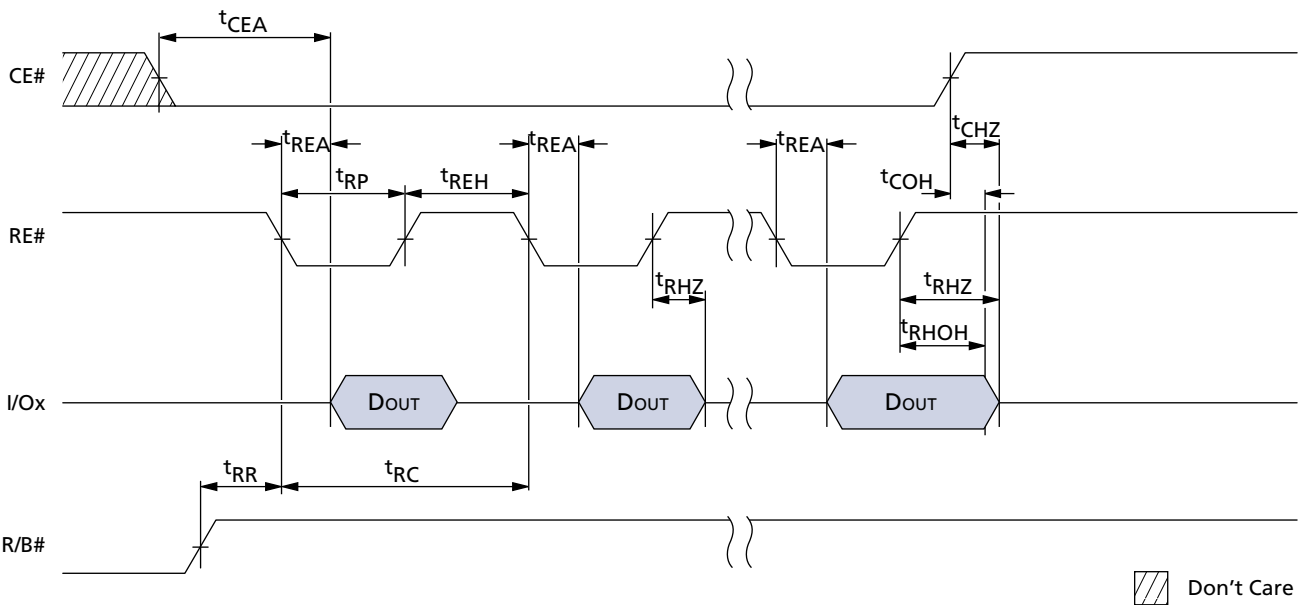 tCEA
CE#
tREA
tREA
tREA
tCHZ
tRP
tREH
tCOH
RE#
tRHZ
tRHZ
tRHOH
I/Ox
DOUT
DOUT
DOUT
tRR
tRC
R/B#
Don't Care